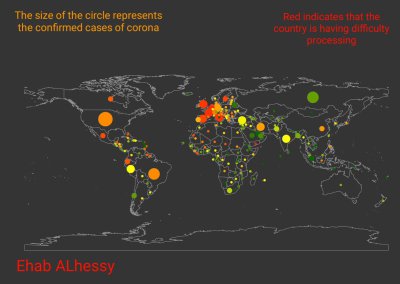 The size of the circle represents
the confirmed cases of corona
Red indicates that the
country is having difficulty
processing
Ehab ALhessy